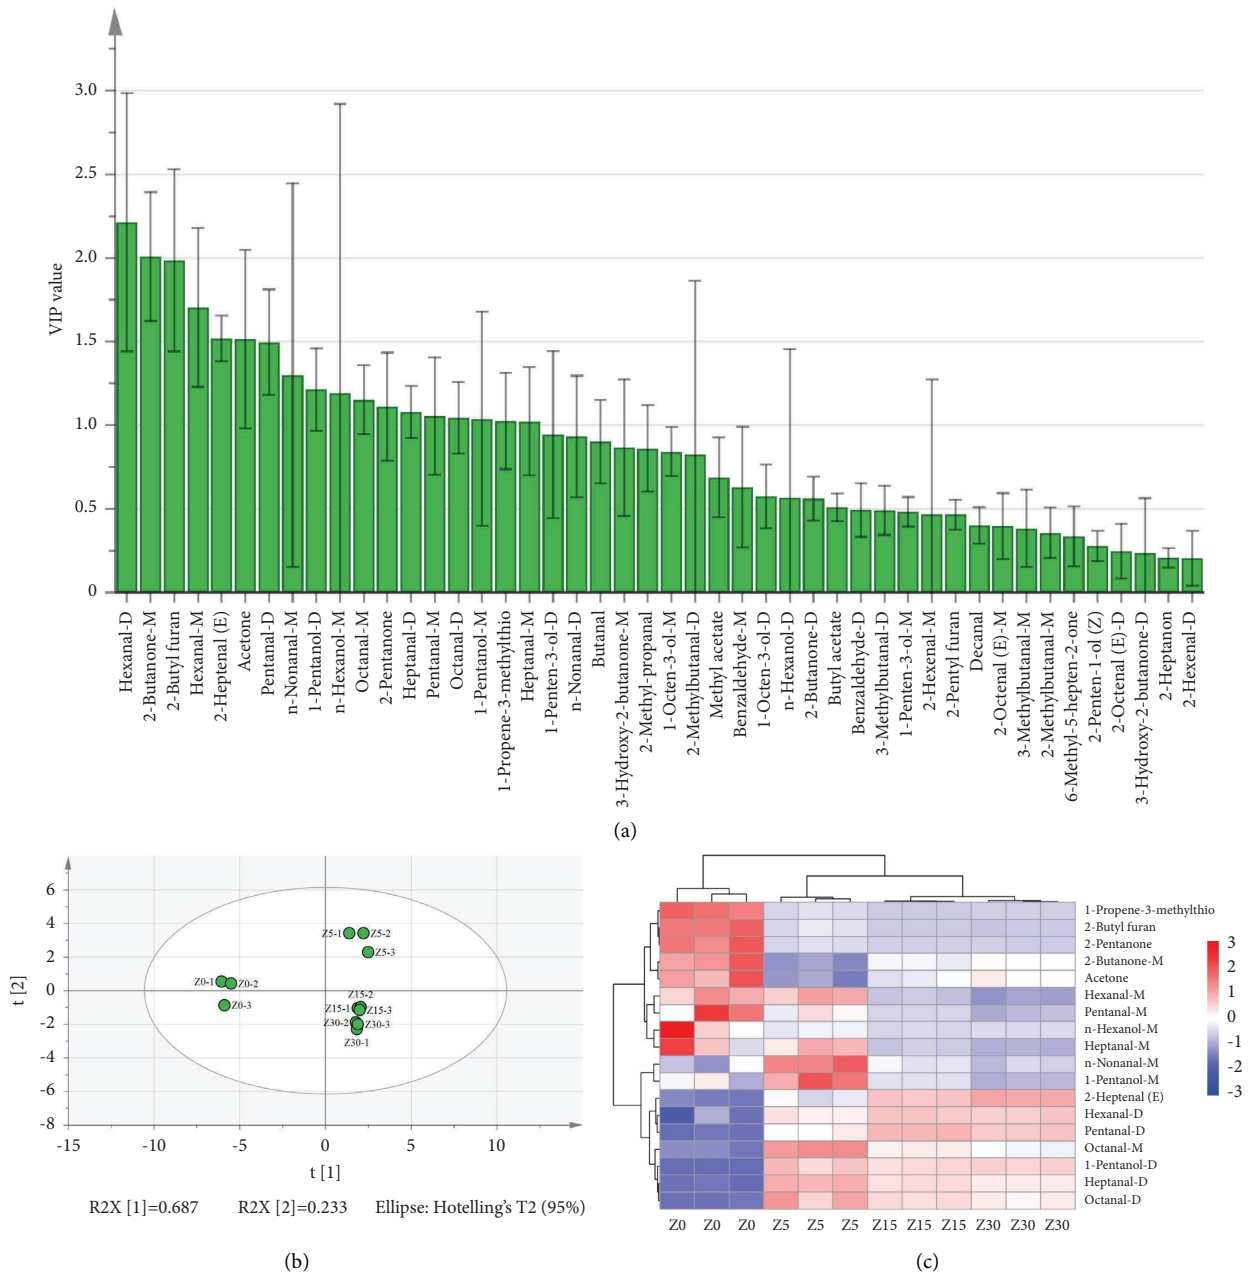 3.0
2.5
2.0
1.5
1.0
0.5
0
VIP value
Hexanal-D
2-Butanone-M
2-Butyl furan
Hexanal-M
2-Heptenal (E)
Acetone
Pentanal-D
n-Nonanal-M
1-Pentanol-D
n-Hexanol-M
Octanal-M
2-Pentanone
Heptanal-D
Pentanal-M
Octanal-D
1-Pentanol-M
1-Propene-3-methylthio
Heptanal-M
1-Penten-3-ol-D
n-Nonanal-D
Butanal
3-Hydroxy-2-butanone-M
2-Methyl-propanal
1-Octen-3-ol-M
2-Methylbutanal-D
Methyl acetate
Benzaldehyde-M
1-Octen-3-ol-D
n-Hexanol-D
2-Butanone-D
Butyl acetate
Benzaldehyde-D
3-Methylbutanal-D
1-Penten-3-ol-M
2-Hexenal-M
2-Pentyl furan
Decanal
2-Octenal (E)-M
3-Methylbutanal-M
2-Methylbutanal-M
6-Methyl-5-hepten-2-one
2-Penten-1-ol (Z)
2-Octenal (E)-D
3-Hydroxy-2-butanone-D
2-Heptanon
2-Hexenal-D
(a)
6
4
2
0
-2
-4
-6
-8
t [2]
Z5-1
Z5-2
Z5-3
Z0-1
Z0-2
Z0-3
Z15-2
Z15-1
Z15-3
Z30-2
Z30-3
Z30-1
-15
-10
-5
0
5
10
t [1]
R2X [1]=0.687 R2X [2]=0.233 Ellipse: Hotelling's T2 (95%)
(b)
1-Propene-3-methylthio
2-Butyl furan
2-Pentanone
2-Butanone-M
Acetone
Hexanal-M
Pentanal-M
n-Hexanol-M
Heptanal-M
n-Nonanal-M
1-Pentanol-M
2-Heptenal (E)
Hexanal-D
Pentanal-D
Octanal-M
1-Pentanol-D
Heptanal-D
Octanal-D
Z0 Z0 Z0 Z5 Z5 Z5 Z15 Z15 Z15 Z30 Z30 Z30
3
2
1
0
-1
-2
-3
(c)